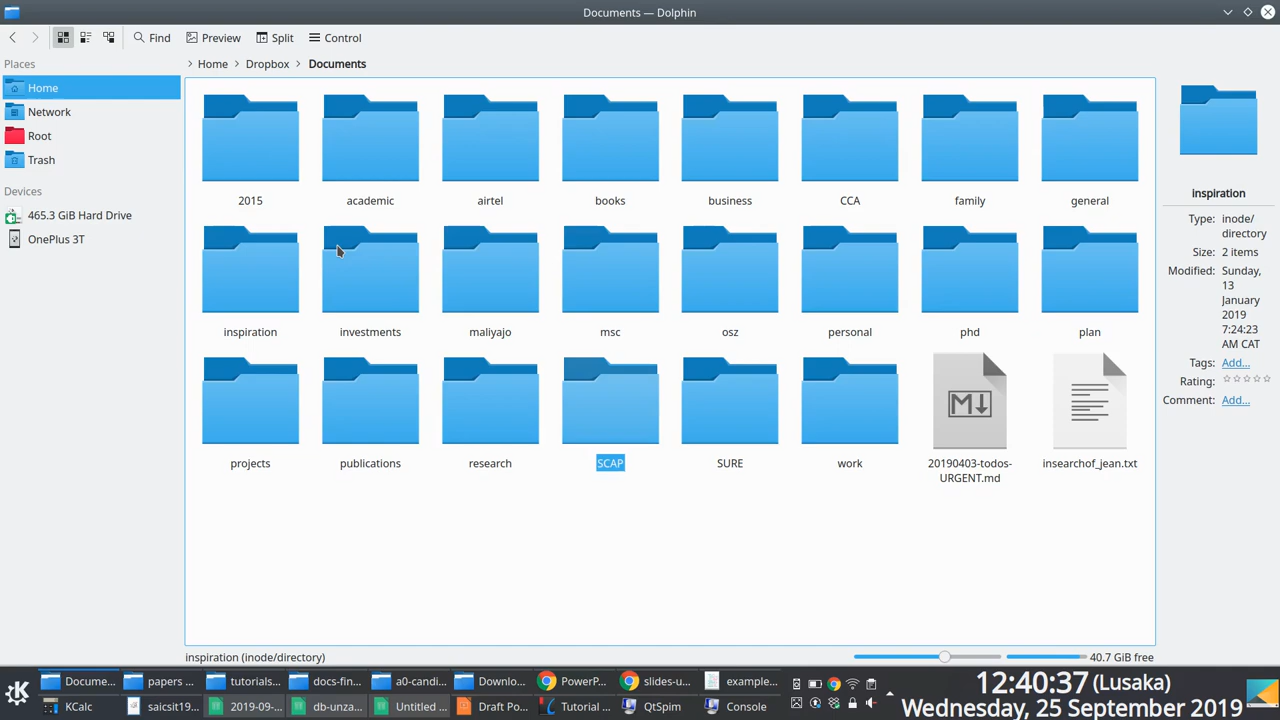 Documents — Dolphin
Find
Preview
Split
Control
Places
Home
Dropbox
Documents
Home
Network
Root
Trash
Devices
465.3 GiB Hard Drive
OnePlus 3T
2015
academic
airtel
books
business
CCA
family
general
inspiration
investments
maliyajo
msc
osz
personal
phd
plan
projects
publications
research
SCAP
SURE
work
20190403-todos-
URGENT.md
insearchof_jean.txt
inspiration
Type: inode/
directory
Size: 2 items
Modified: Sunday,
13
January
2019
7:24:23
AM CAT
Tags: Add...
Rating:
Comment: Add...
inspiration (inode/directory)
40.7 GiB free
Docume...
papers ...
tutorials...
docs-fin...
a0-candi...
Downlo...
PowerP...
slides-u...
example...
KCalc
saicsit19...
2019-09-...
db-unza...
Untitled ...
Draft Po...
Tutorial ...
QtSpim
Console
12:40:37 (Lusaka)
Wednesday, 25 September 2019